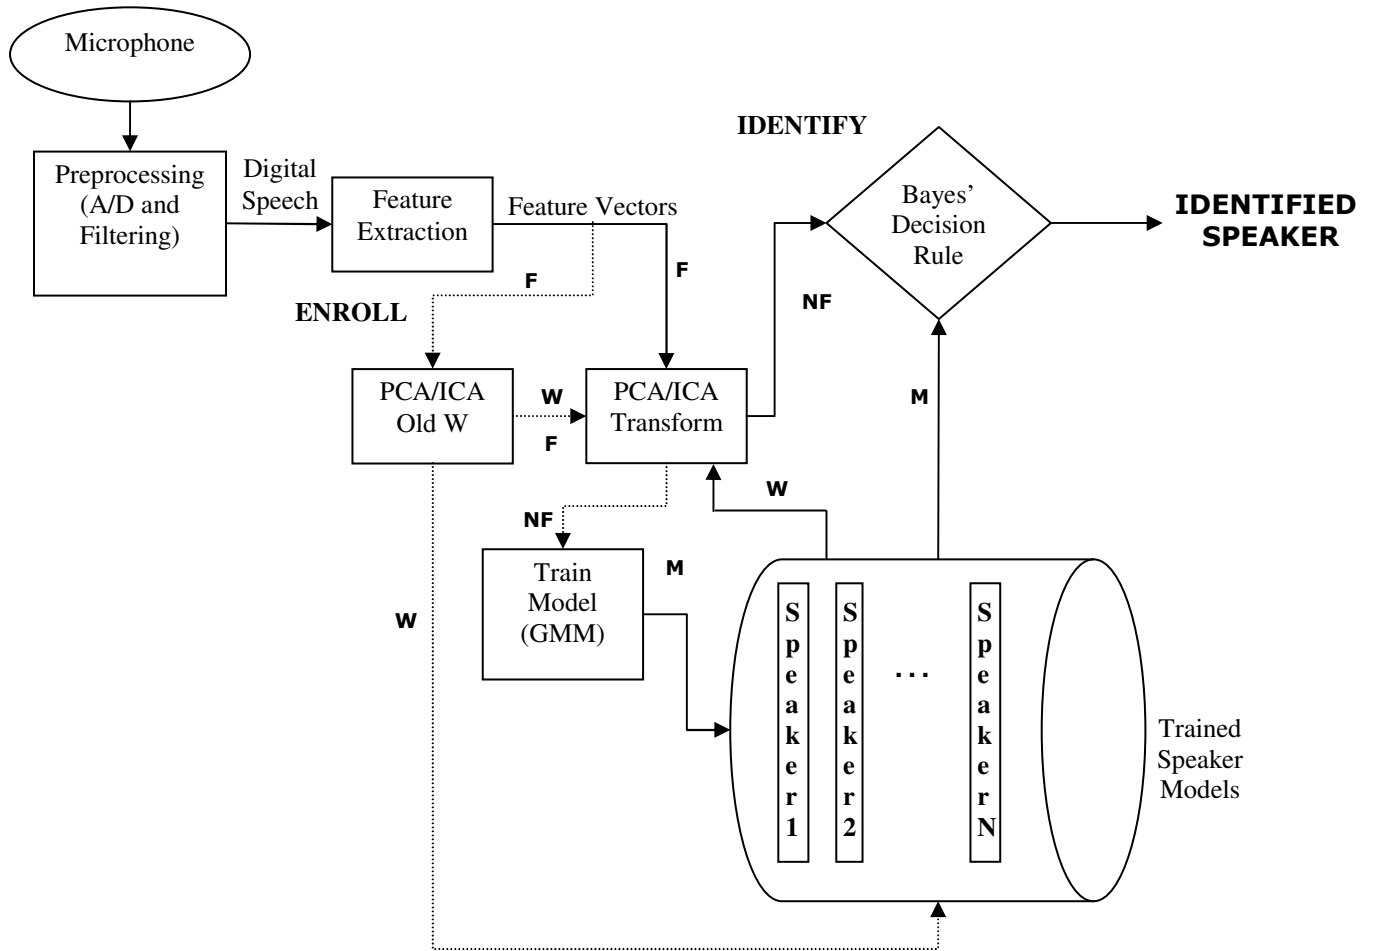 Microphone
IDENTIFY
Preprocessing
(A/D and
Filtering)
Digital
Speech
Feature
Extraction
Feature Vectors
Bayes’
Decision
Rule
IDENTIFIED
SPEAKER
F
F
NF
ENROLL
PCA/ICA
Old W
W
F
PCA/ICA
Transform
M
W
NF
Train
Model
(GMM)
M
W
Speaker1
Speaker2
...
SpeakerN
Trained
Speaker
Models